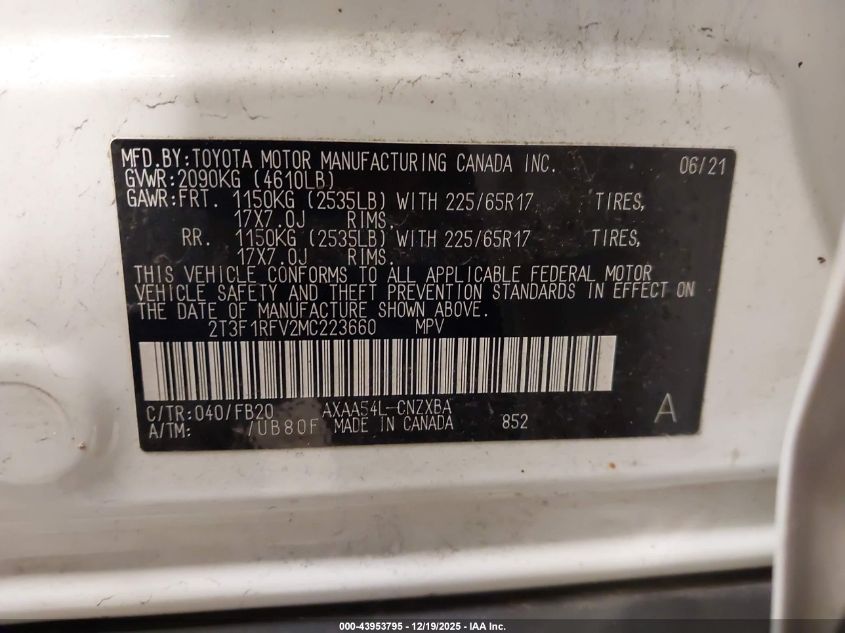 MFD.BY:TOYOTA MOTOR MANUFACTURING CANADA INC. 06/21
GVWR:2090KG (4610LB)
GAWR:FRT. 1150KG (2535LB) WITH 225/65R17 TIRES,
17X7.0J RIMS.
RR. 1150KG (2535LB) WITH 225/65R17 TIRES,
17X7.0J RIMS.
THIS VEHICLE CONFORMS TO ALL APPLICABLE FEDERAL MOTOR
VEHICLE SAFETY AND THEFT PREVENTION STANDARDS IN EFFECT ON
THE DATE OF MANUFACTURE SHOWN ABOVE.
2T3F1RFV2MC223660 MPV
C/TR:040/FB20 AXAA54L-CNZXBA A
A/TM: /UB80F MADE IN CANADA 852
000-43953795 - 12/19/2025 - IAA Inc.